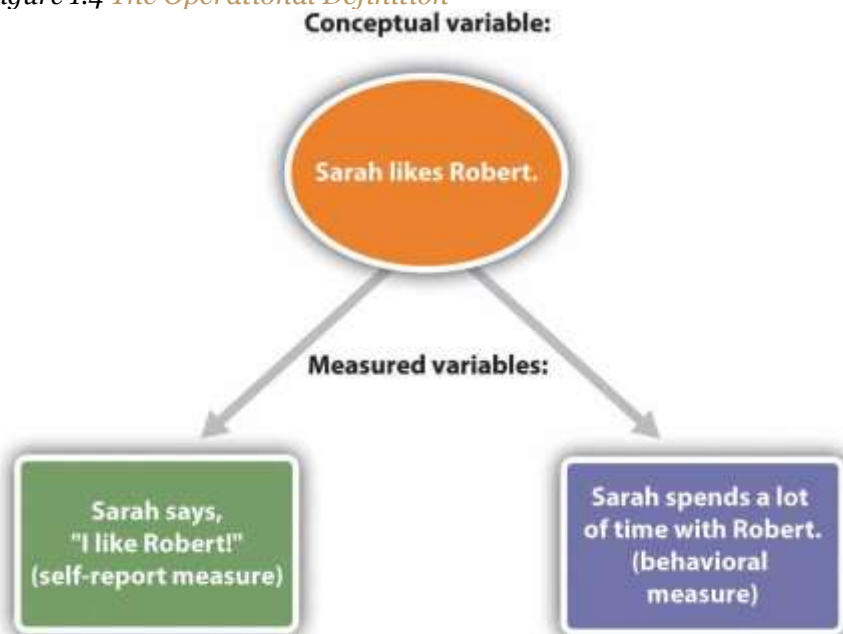 Figure 1.4 The Operational Definition
Conceptual variable:
Sarah likes Robert.
Measured variables:
Sarah says,
"I like Robert!"
(self-report measure)
Sarah spends a lot
of time with Robert.
(behavioral
measure)